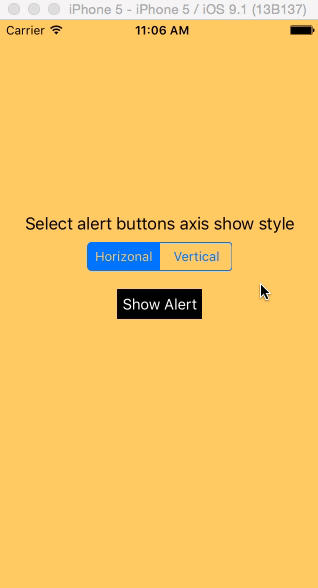 iPhone 5 - iPhone 5 / iOS 9.1 (13B137)
Carrier 11:06 AM
Select alert buttons axis show style
Horizonal Vertical
Show Alert